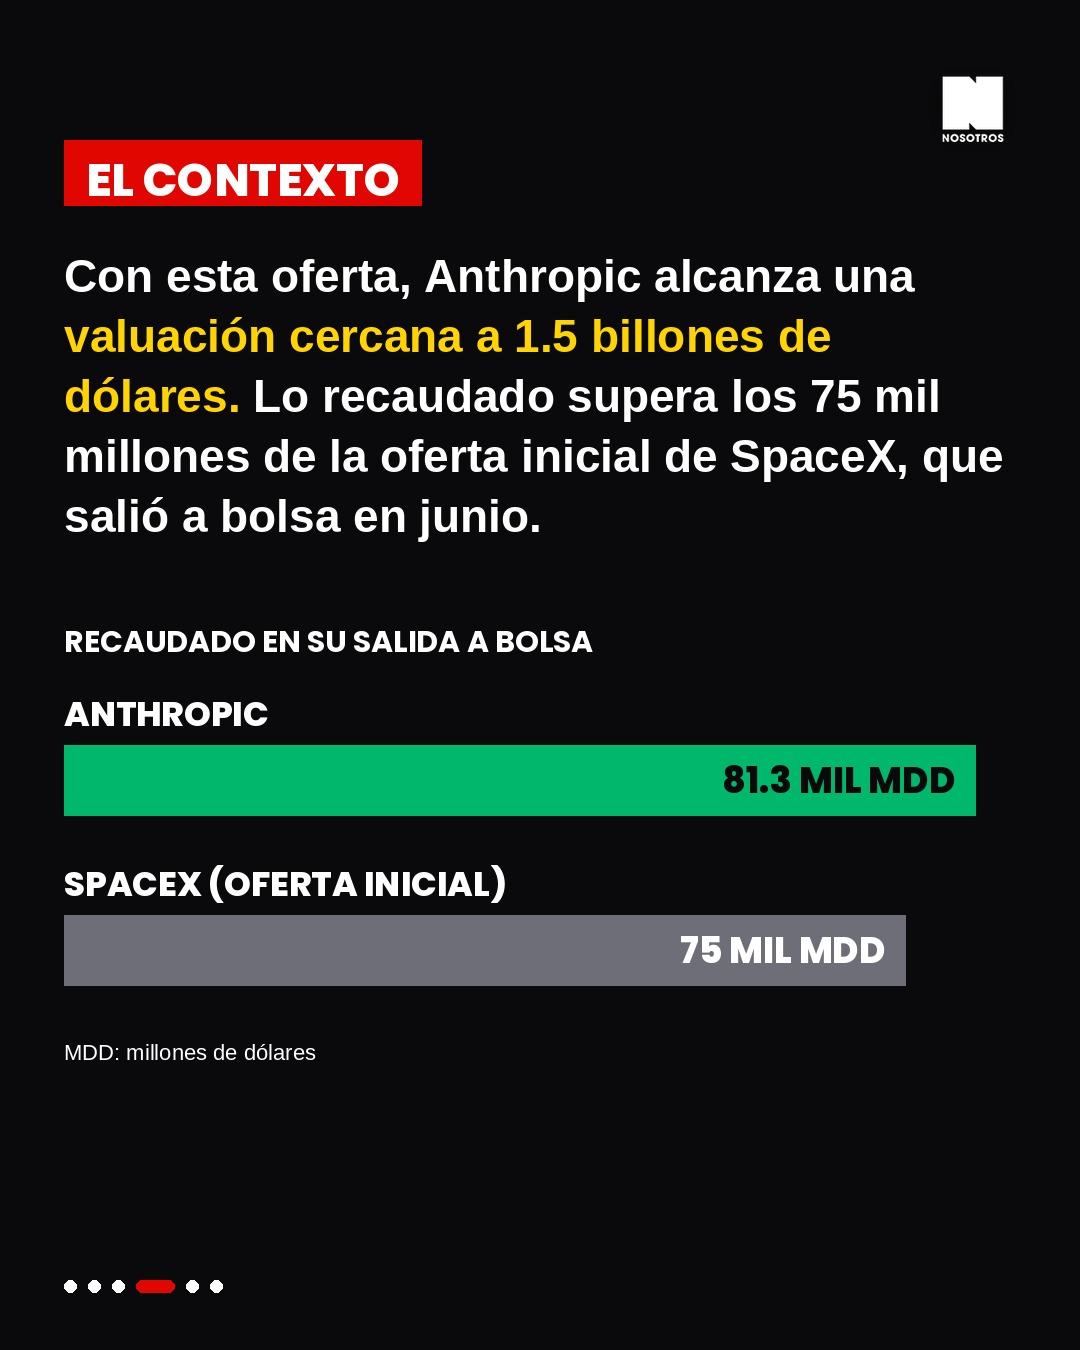 NOSOTROS
EL CONTEXTO
Con esta oferta, Anthropic alcanza una
valuación cercana a 1.5 billones de
dólares. Lo recaudado supera los 75 mil
millones de la oferta inicial de SpaceX, que
salió a bolsa en junio.
RECAUDADO EN SU SALIDA A BOLSA
ANTHROPIC
81.3 MIL MDD
SPACEX (OFERTA INICIAL)
75 MIL MDD
MDD: millones de dólares